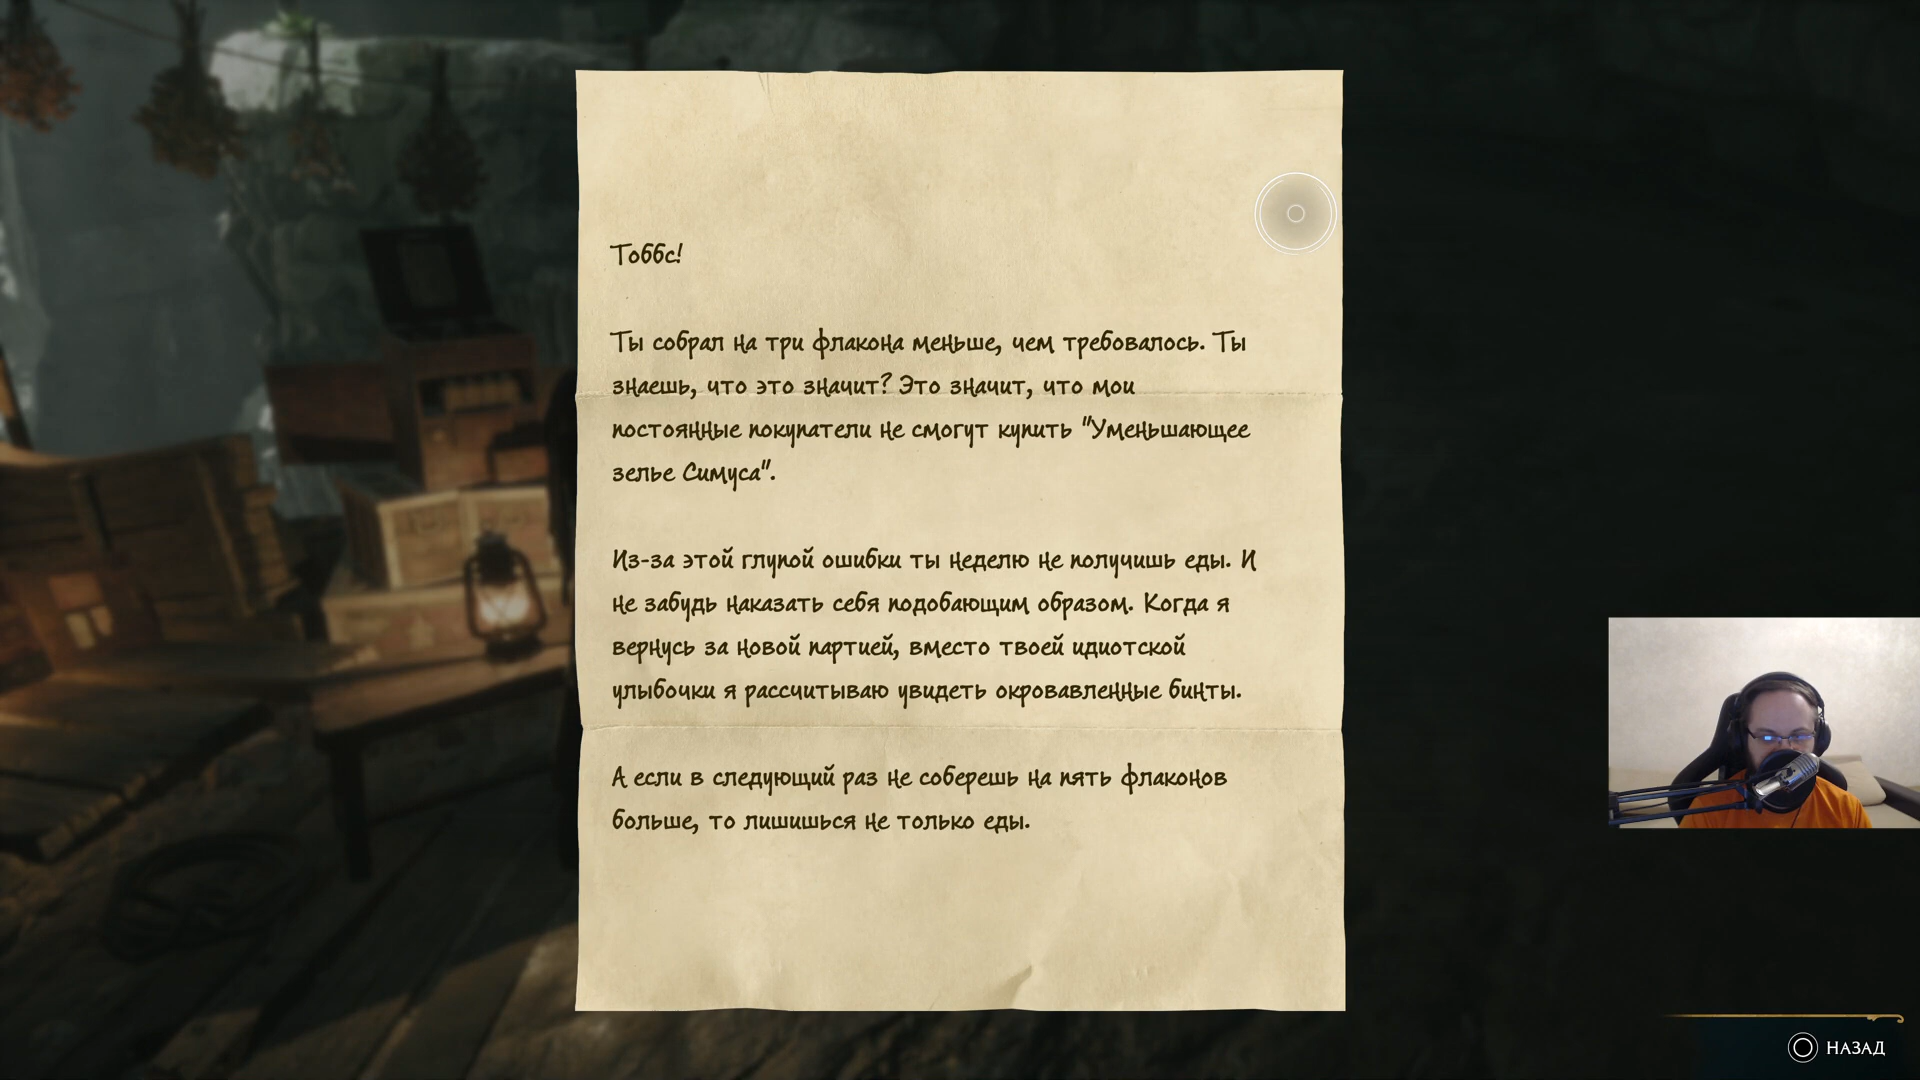 Тоббс!
Ты собрал на три флакона меньше, чем требовалось. Ты
знаешь, что это значит? Это значит, что мои
постоянные покупатели не смогут купить "Уменьшающее
зелье Симуса".
Из-за этой глупой ошибки ты неделю не получишь еды. И
не забудь наказать себя подобающим образом. Когда я
вернусь за новой партией, вместо твоей идиотской
улыбочки я рассчитываю увидеть окровавленные бинты.
А если в следующий раз не соберешь на пять флаконов
больше, то лишишься не только еды.
НАЗАД